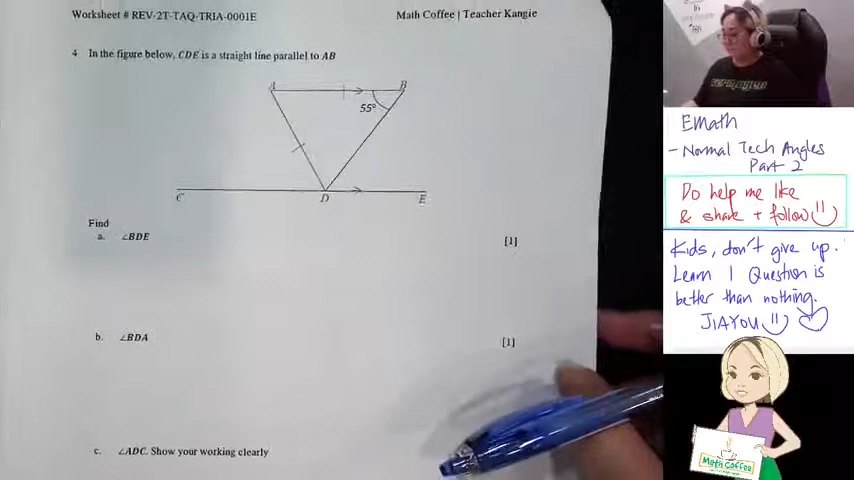 Worksheet # REV-2T-TAQ-TRIA-0001E
Math Coffee | Teacher Kangie
4 In the figure below, CDE is a straight line parallel to AB
A
B
55°
C
D
E
Find
a. ∠BDE
[1]
b. ∠BDA
[1]
c. ∠ADC. Show your working clearly
EMath
- Normal Tech Angles
Part 2
Do help me like
& share + follow
Kids, don't give up.
Learn 1 Question is
better than nothing.
JIAYOU
Math Coffee